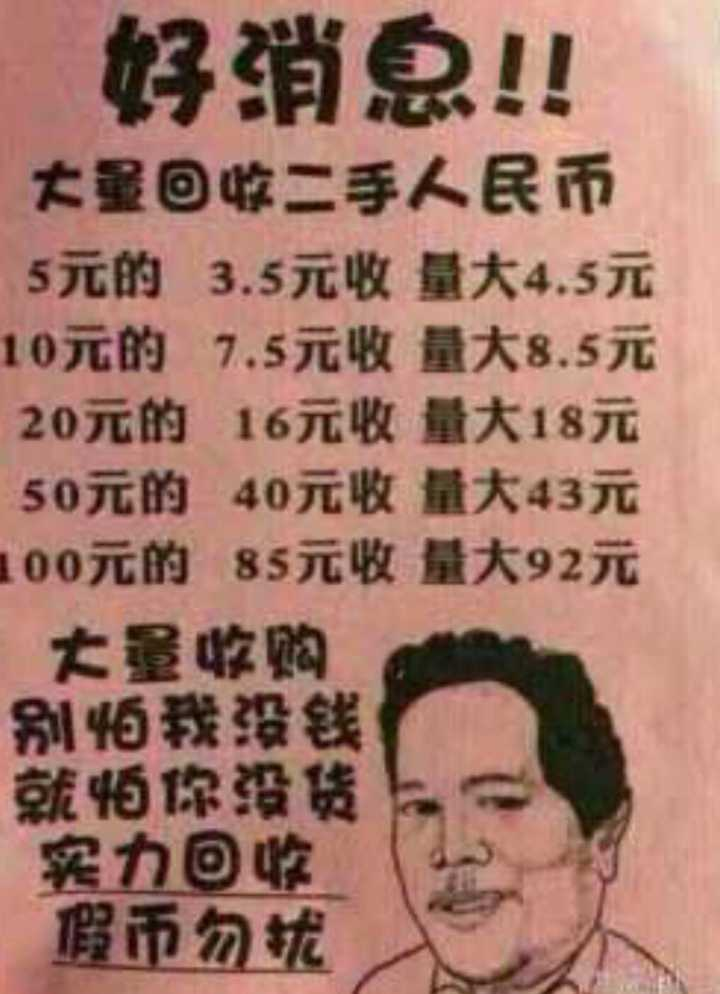 好消息!!
大量回收二手人民币
5元的 3.5元收 量大4.5元
10元的 7.5元收 量大8.5元
20元的 16元收 量大18元
50元的 40元收 量大43元
100元的 85元收 量大92元
大量收购
别怕我没钱
就怕你没货
实力回收
假币勿扰